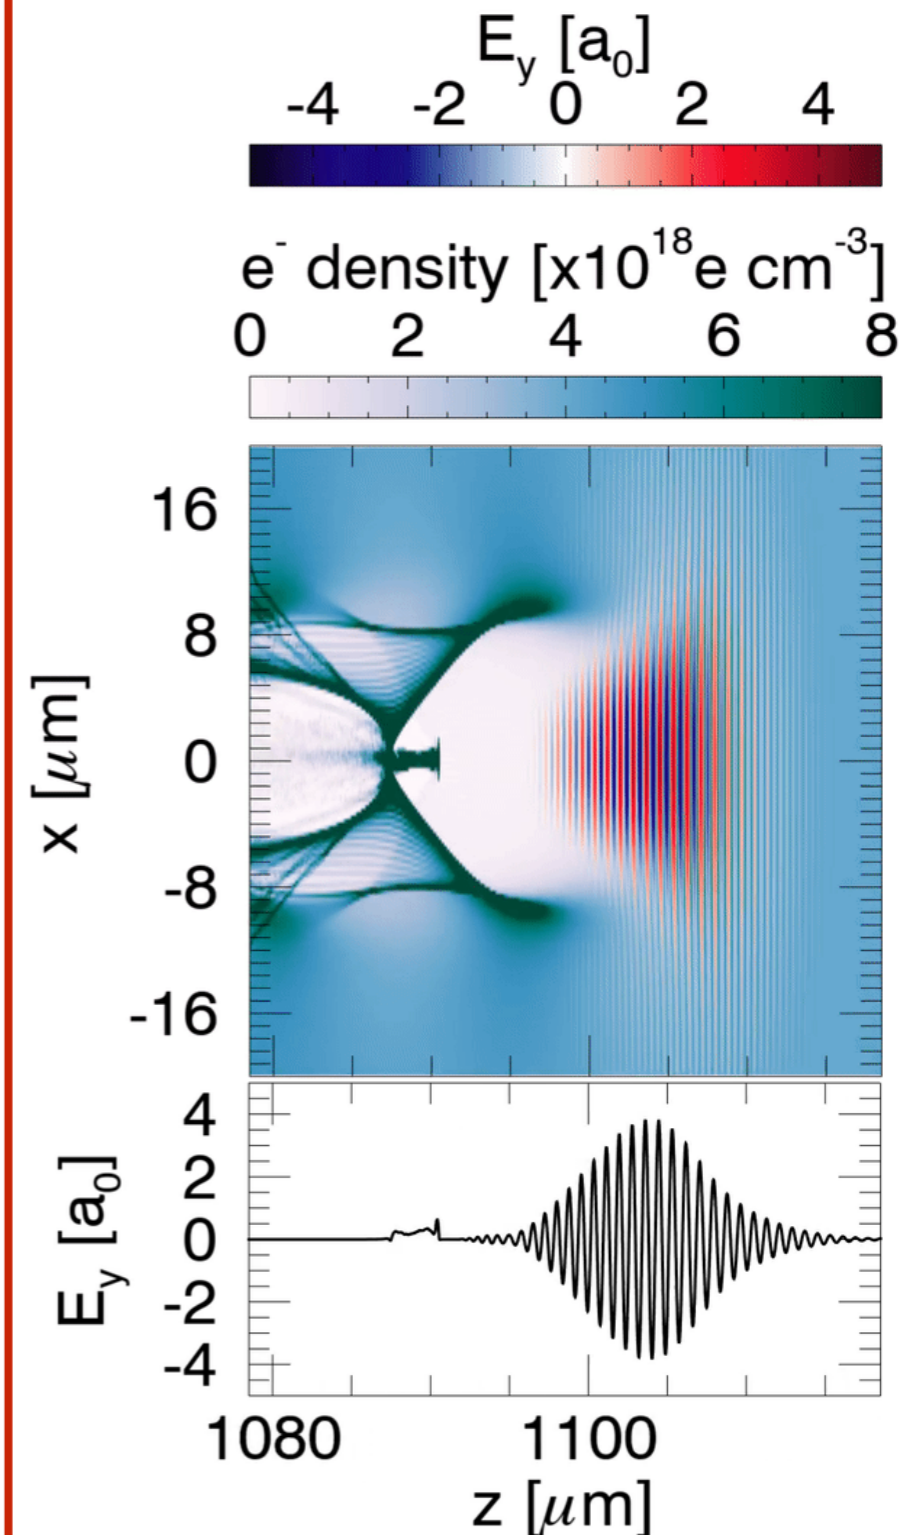 E_y [a_0]
-4 -2 0 2 4
e^- density [x10^18 e cm^-3]
0 2 4 6 8
16
8
0
-8
-16
x [μm]
4
2
0
-2
-4
E_y [a_0]
1080 1100
z [μm]